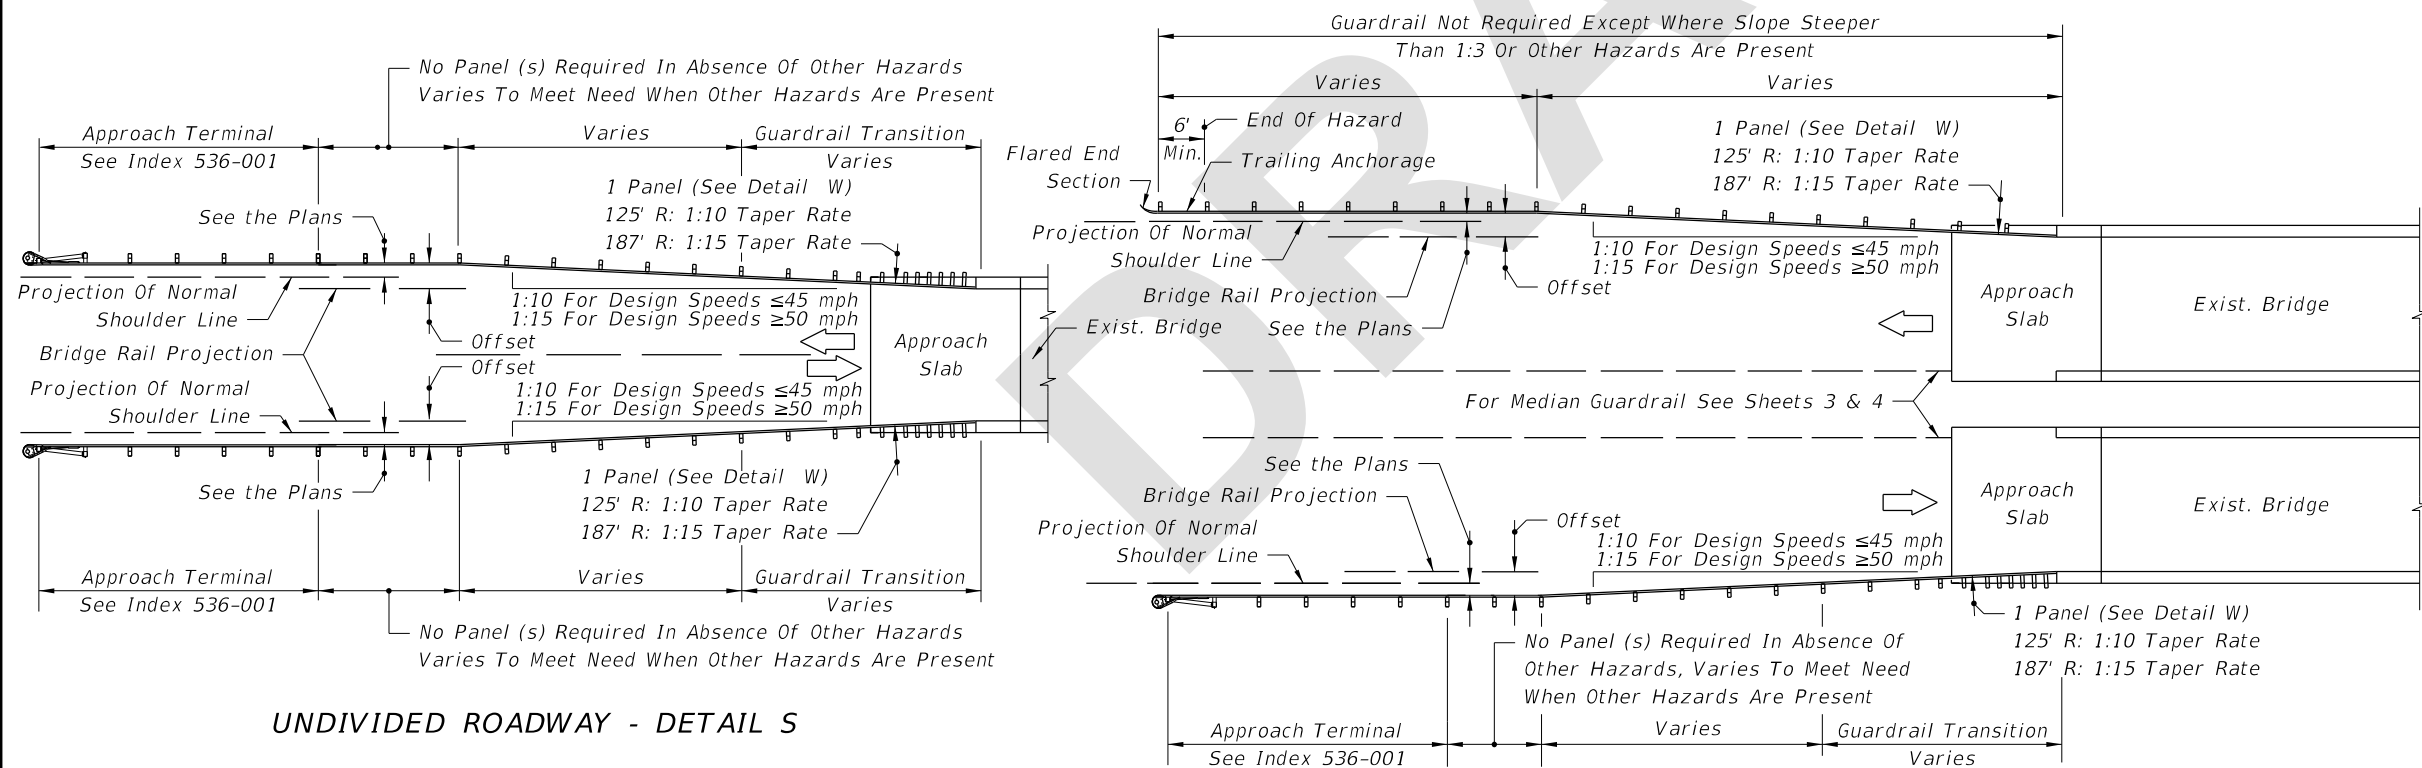 No Panel (s) Required In Absence Of Other Hazards
Varies To Meet Need When Other Hazards Are Present
Approach Terminal
See Index 536-001
Varies
Guardrail Transition
Varies
1 Panel (See Detail W)
125' R: 1:10 Taper Rate
187' R: 1:15 Taper Rate
See the Plans
Projection Of Normal
Shoulder Line
1:10 For Design Speeds ≤45 mph
1:15 For Design Speeds ≥50 mph
Bridge Rail Projection
Offset
Offset
Approach
Slab
Exist. Bridge
Projection Of Normal
Shoulder Line
1:10 For Design Speeds ≤45 mph
1:15 For Design Speeds ≥50 mph
See the Plans
1 Panel (See Detail W)
125' R: 1:10 Taper Rate
187' R: 1:15 Taper Rate
Approach Terminal
See Index 536-001
Varies
Guardrail Transition
Varies
No Panel (s) Required In Absence Of Other Hazards
Varies To Meet Need When Other Hazards Are Present
UNDIVIDED ROADWAY - DETAIL S
Guardrail Not Required Except Where Slope Steeper
Than 1:3 Or Other Hazards Are Present
Varies
Varies
6'
Min.
End Of Hazard
Flared End
Section
Trailing Anchorage
1 Panel (See Detail W)
125' R: 1:10 Taper Rate
187' R: 1:15 Taper Rate
Projection Of Normal
Shoulder Line
1:10 For Design Speeds ≤45 mph
1:15 For Design Speeds ≥50 mph
Bridge Rail Projection
Offset
See the Plans
Approach
Slab
Exist. Bridge
For Median Guardrail See Sheets 3 & 4
See the Plans
Bridge Rail Projection
Projection Of Normal
Shoulder Line
Offset
1:10 For Design Speeds ≤45 mph
1:15 For Design Speeds ≥50 mph
Approach
Slab
Exist. Bridge
1 Panel (See Detail W)
125' R: 1:10 Taper Rate
187' R: 1:15 Taper Rate
No Panel (s) Required In Absence Of
Other Hazards, Varies To Meet Need
When Other Hazards Are Present
Approach Terminal
See Index 536-001
Varies
Guardrail Transition
Varies
DRA